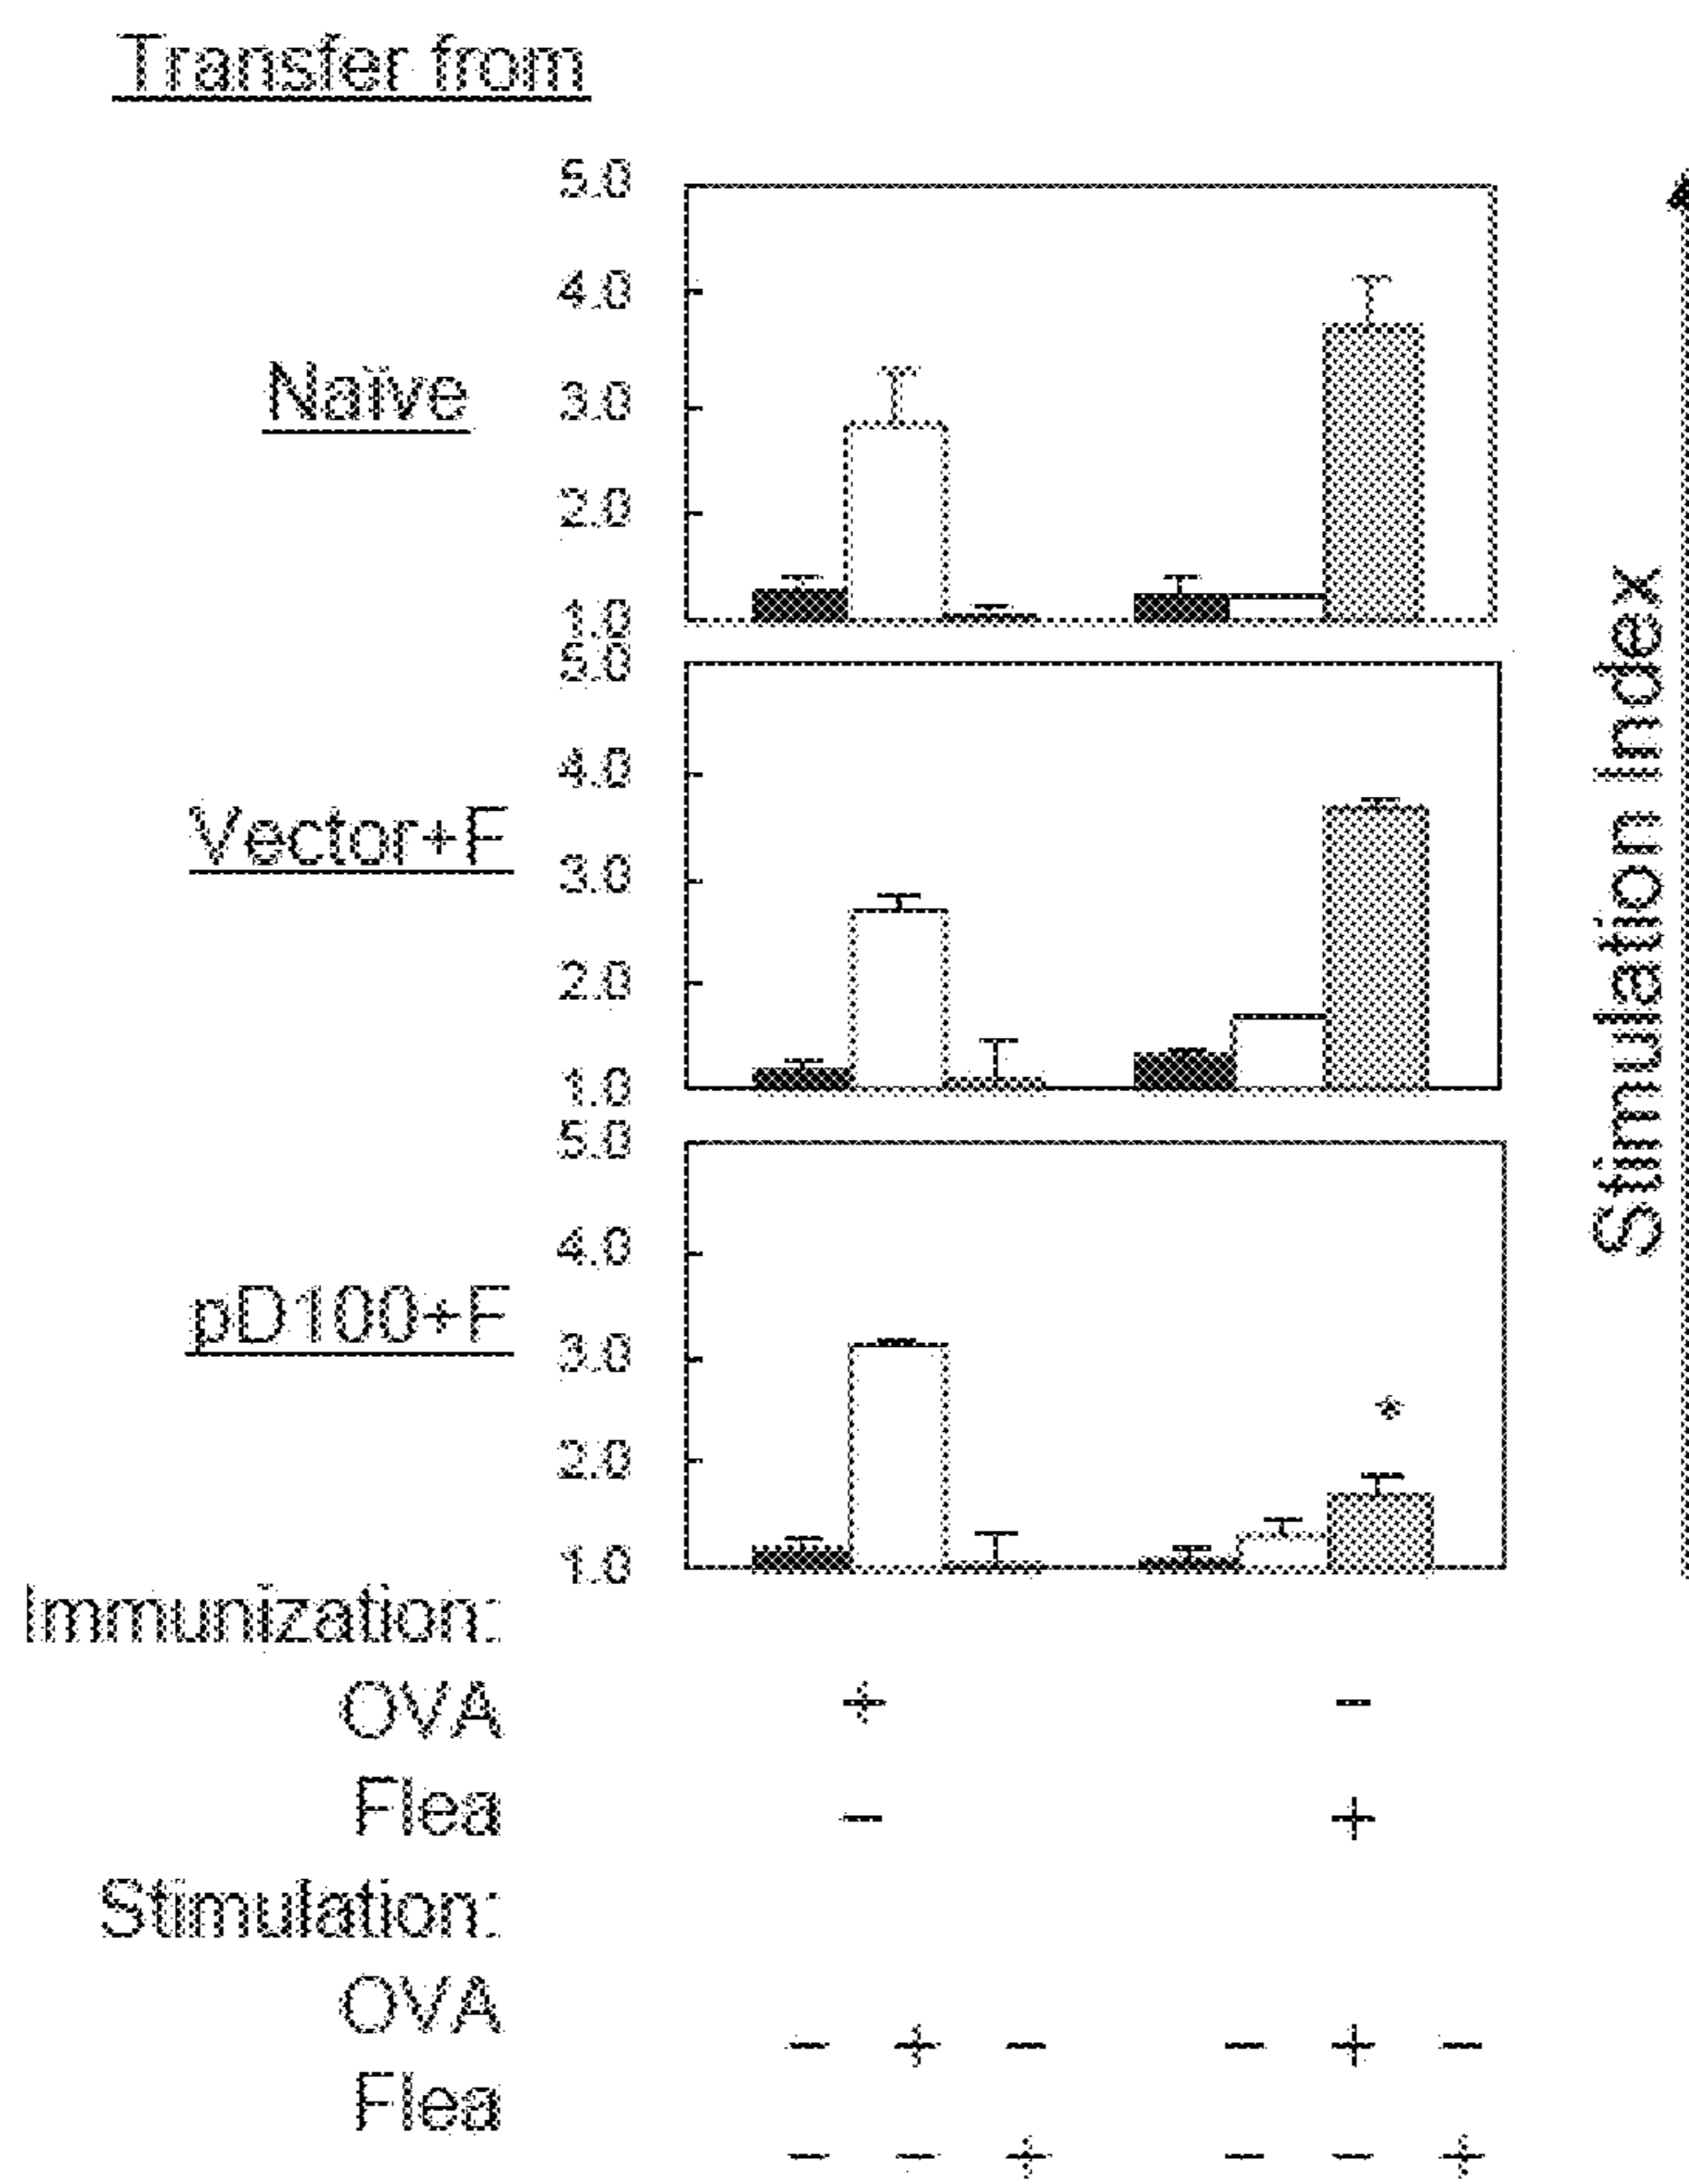 Transfer from
5.0
4.0
Naïve 3.0
2.0
1.0
5.0
4.0
Vector+F 3.0
2.0
1.0
5.0
4.0
pD100+F 3.0
*
2.0
1.0
Stimulation Index
Immunization:
OVA + −
Flea − +
Stimulation:
OVA − + − − + −
Flea − − + − − +